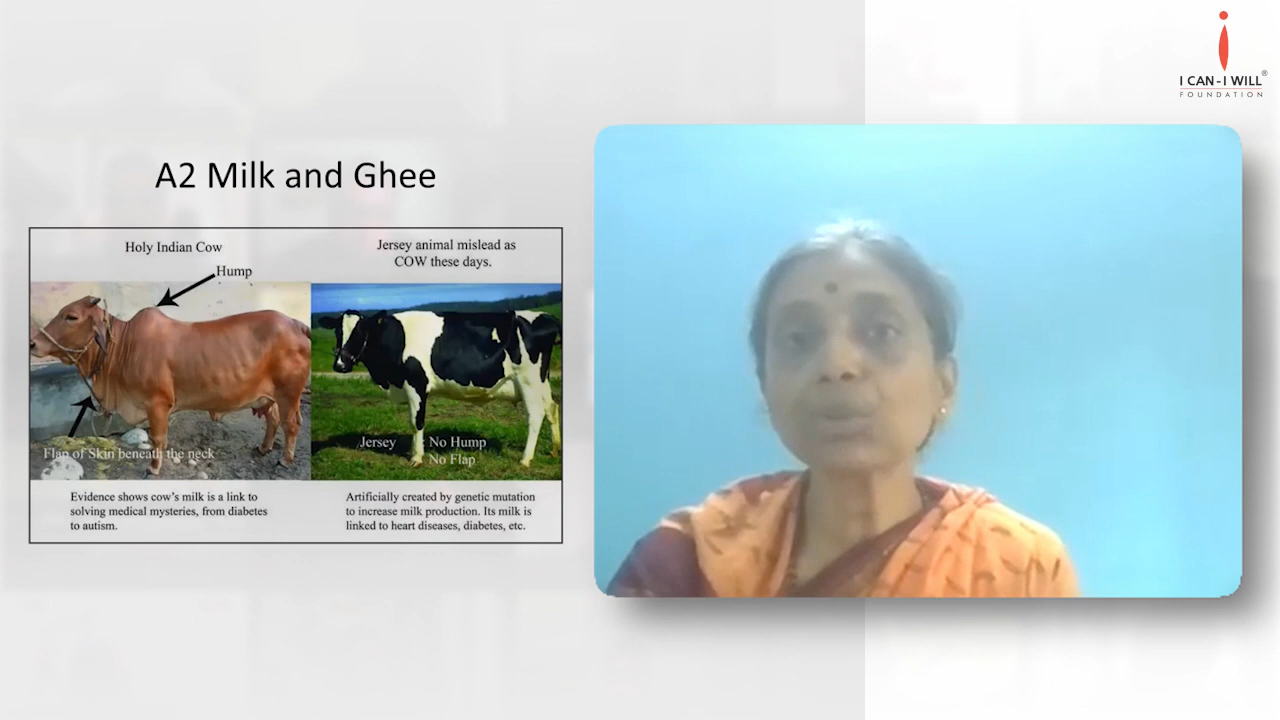 I CAN-I WILL®
FOUNDATION
A2 Milk and Ghee
Holy Indian Cow
Hump
Flap of Skin beneath the neck
Evidence shows cow's milk is a link to
solving medical mysteries, from diabetes
to autism.
Jersey animal mislead as
COW these days.
Jersey : No Hump
No Flap
Artificially created by genetic mutation
to increase milk production. Its milk is
linked to heart diseases, diabetes, etc.